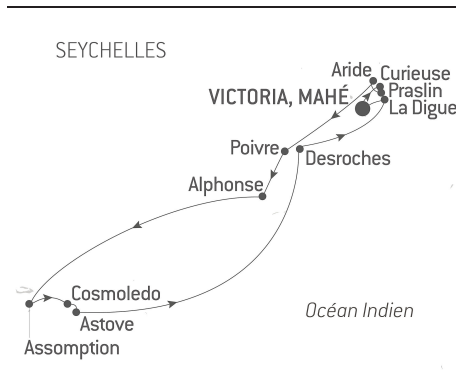 SEYCHELLES
Aride
Curieuse
VICTORIA, MAHÉ
Praslin
La Digue
Poivre
Desroches
Alphonse
Cosmoledo
Astove
Océan Indien
Assomption